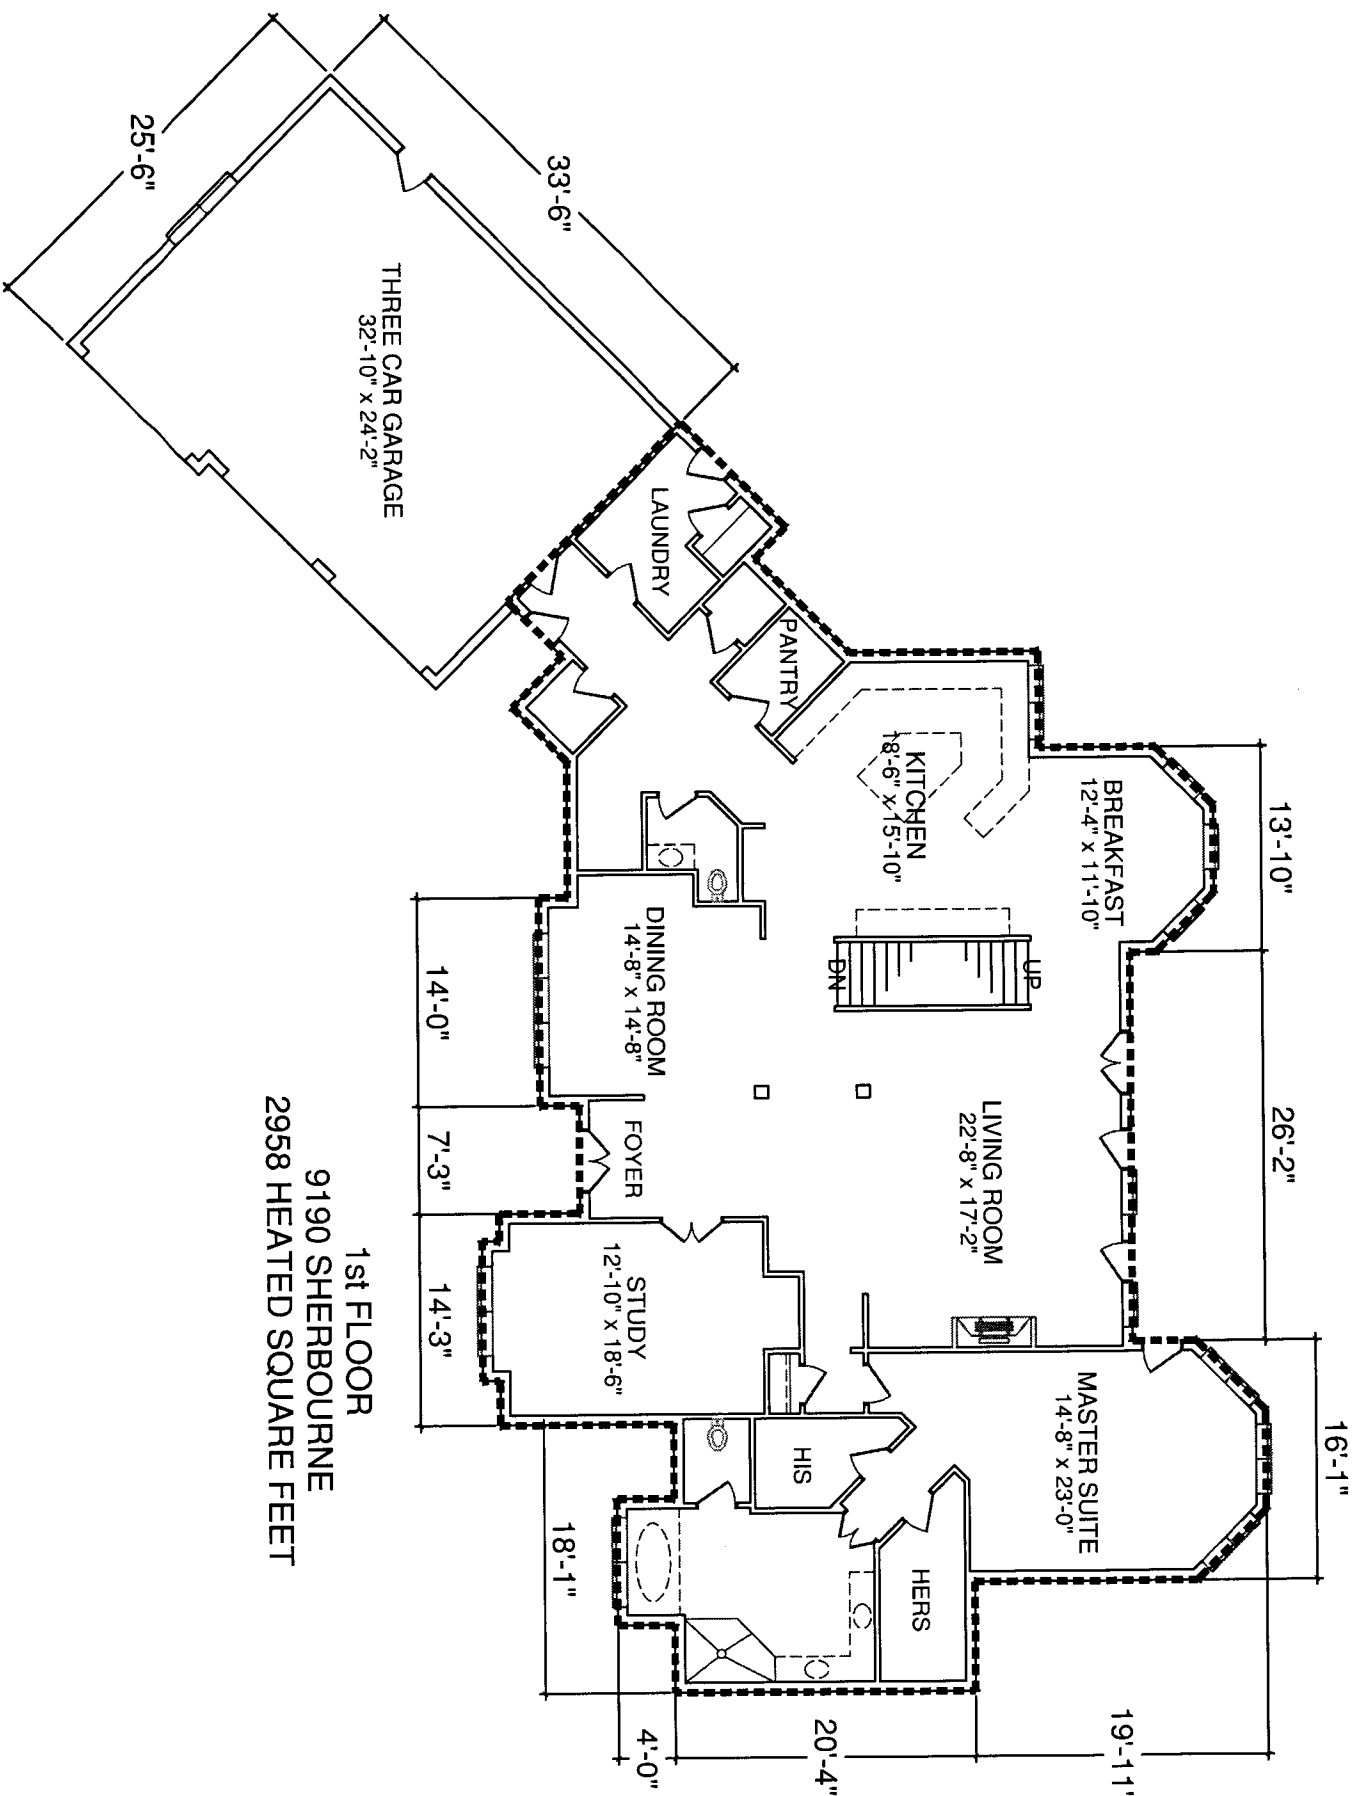 13'-10"
26'-2"
16'-1"
19'-11'
20'-4"
4'-0"
18'-1"
14'-3"
7'-3"
14'-0"
33'-6"
25'-6"
THREE CAR GARAGE
32'-10" x 24'-2"
LAUNDRY
PANTRY
KITCHEN
18'-6" x 15'-10"
BREAKFAST
12'-4" x 11'-10"
UP
DN
LIVING ROOM
22'-8" x 17'-2"
DINING ROOM
14'-8" x 14'-8"
FOYER
STUDY
12'-10" x 18'-6"
MASTER SUITE
14'-8" x 23'-0"
HIS
HERS
1st FLOOR
9190 SHERBOURNE
2958 HEATED SQUARE FEET